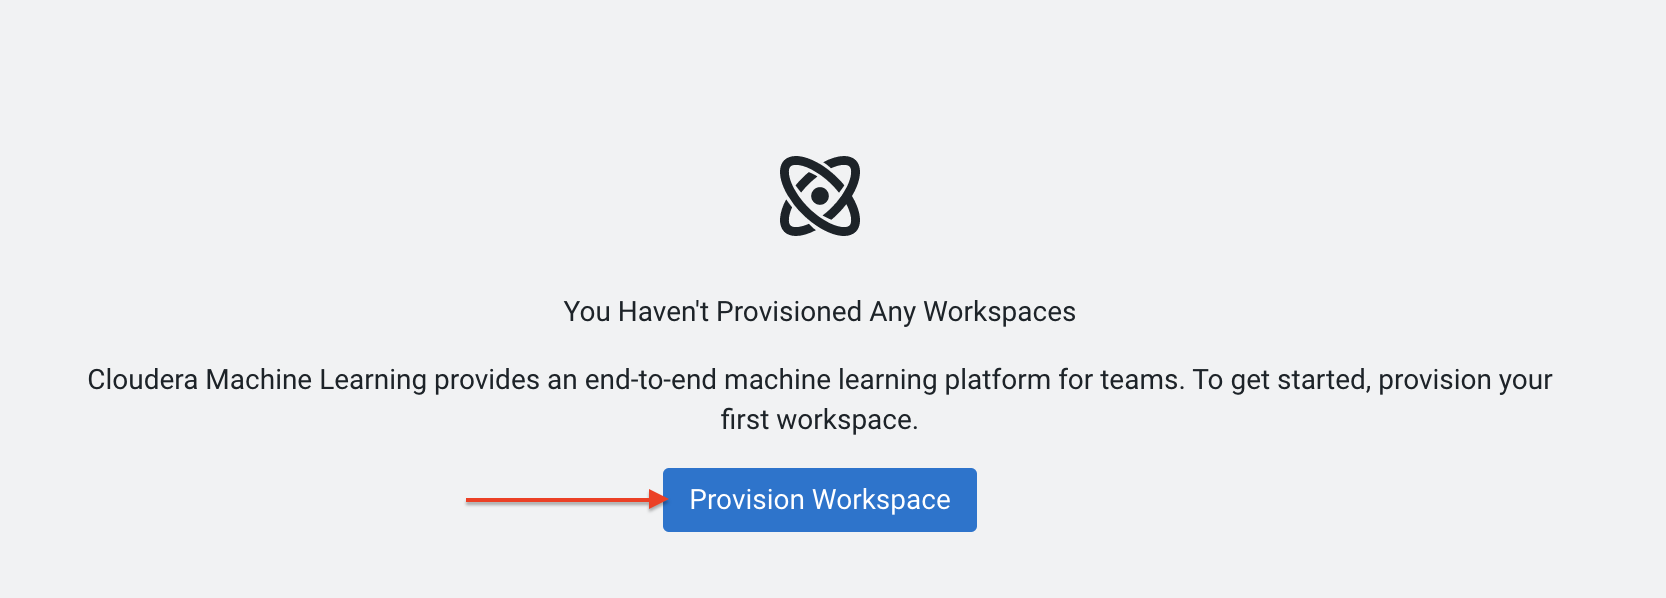 You Haven't Provisioned Any Workspaces
Cloudera Machine Learning provides an end-to-end machine learning platform for teams. To get started, provision your
first workspace.
Provision Workspace